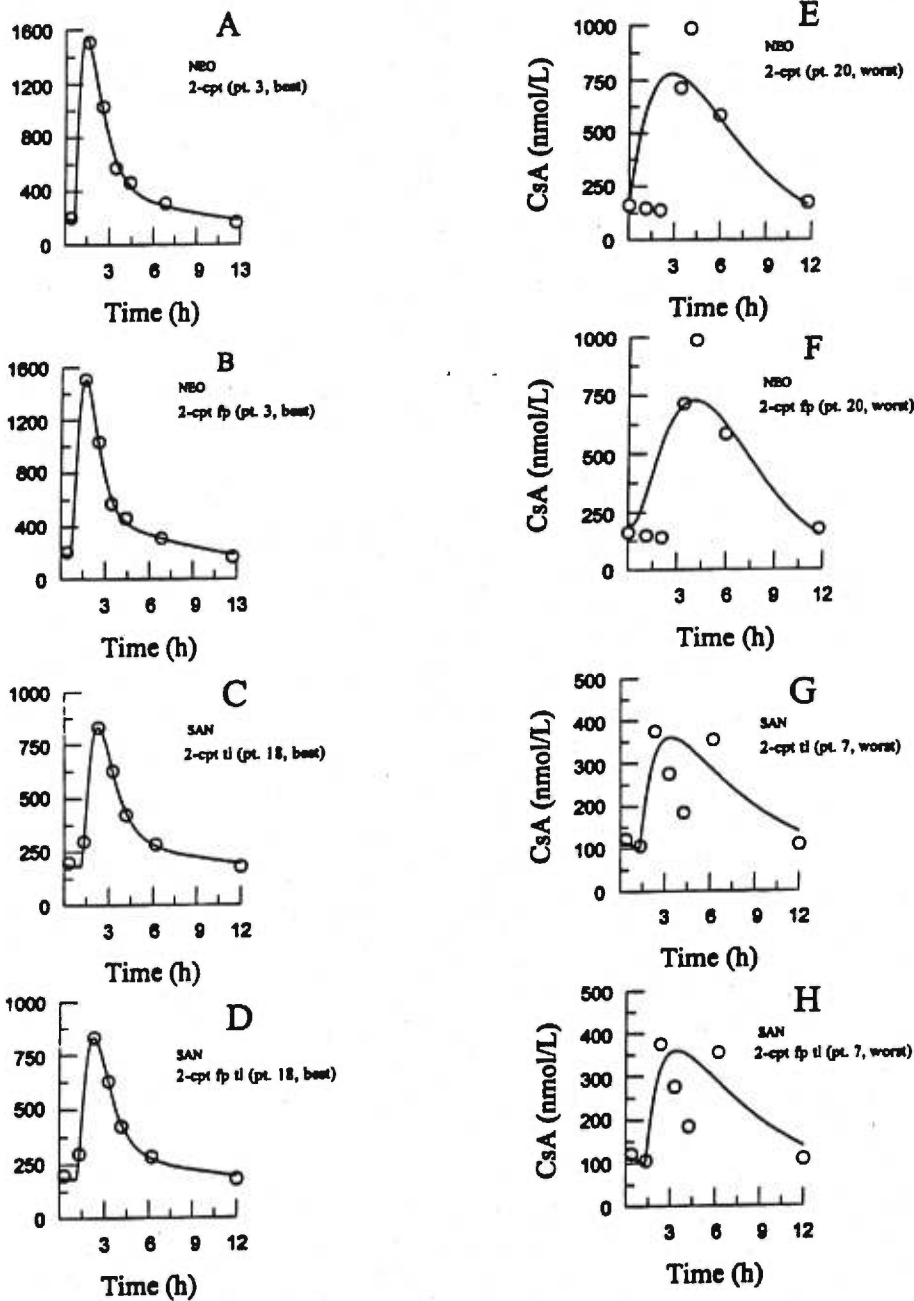 A
1600
1200
800
400
0
NEO
2-cpt (pt. 3, best)
3 6 9 13
Time (h)
B
1600
1200
800
400
0
NEO
2-cpt fp (pt. 3, best)
3 6 9 13
Time (h)
C
1000
750
500
250
0
SAN
2-cpt tl (pt. 18, best)
3 6 9 12
Time (h)
D
1000
750
500
250
0
SAN
2-cpt fp tl (pt. 18, best)
3 6 9 12
Time (h)
E
CsA (nmol/L)
1000
750
500
250
0
NEO
2-cpt (pt. 20, worst)
3 6 9 12
Time (h)
F
CsA (nmol/L)
1000
750
500
250
0
NEO
2-cpt fp (pt. 20, worst)
3 6 12
Time (h)
G
CsA (nmol/L)
500
400
300
200
100
0
SAN
2-cpt tl (pt. 7, worst)
3 6 9 12
Time (h)
H
CsA (nmol/L)
500
400
300
200
100
0
SAN
2-cpt fp tl (pt. 7, worst)
3 6 9 12
Time (h)